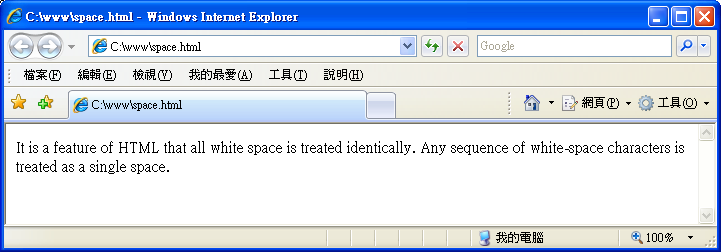 C:\www\space.html - Windows Internet Explorer
C:\www\space.html Google
檔案(F) 編輯(E) 檢視(V) 我的最愛(A) 工具(T) 說明(H)
C:\www\space.html 網頁(P) 工具(O)
It is a feature of HTML that all white space is treated identically. Any sequence of white-space characters is
treated as a single space.
我的電腦 100%